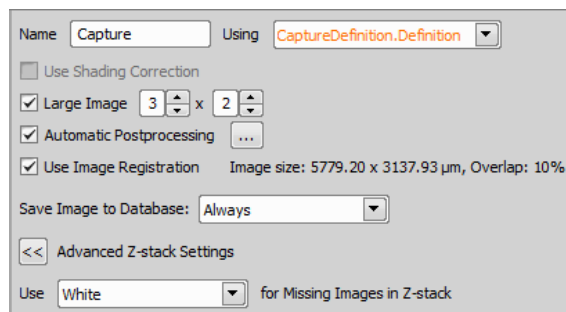 Name Capture Using CaptureDefinition.Definition
Use Shading Correction
Large Image 3 x 2
Automatic Postprocessing ...
Use Image Registration Image size: 5779.20 x 3137.93 µm, Overlap: 10%
Save Image to Database: Always
<< Advanced Z-stack Settings
Use White for Missing Images in Z-stack